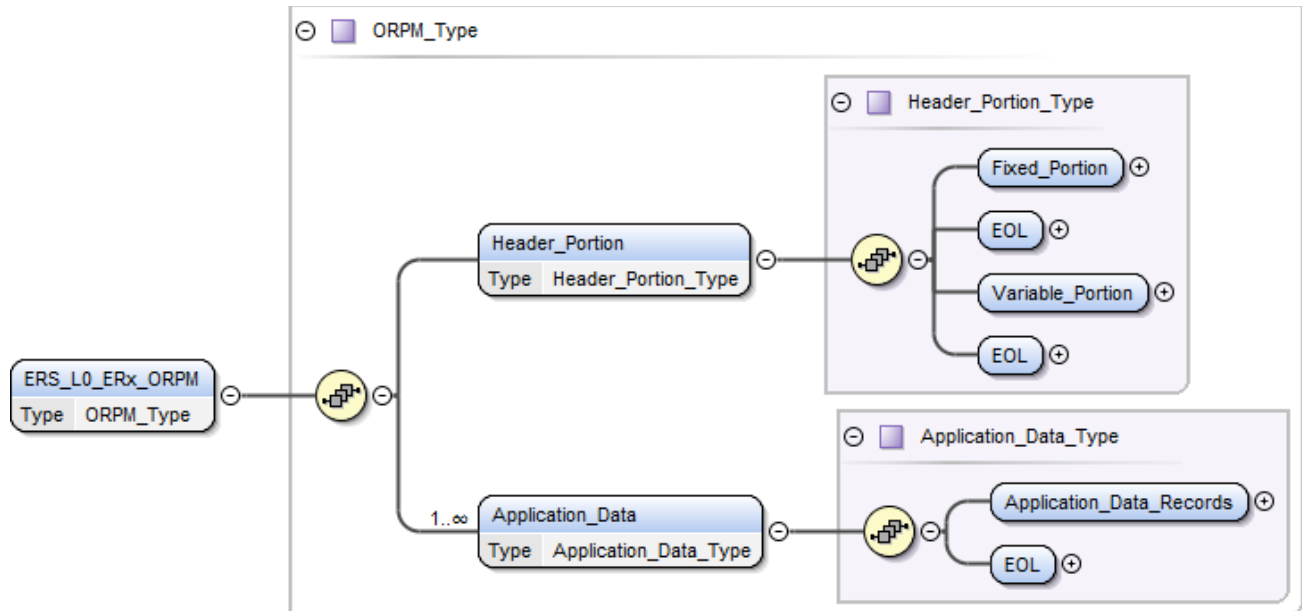 ORPM_Type
Header_Portion_Type
Fixed_Portion
EOL
Variable_Portion
EOL
Header_Portion
Type Header_Portion_Type
ERS_L0_ERx_ORPM
Type ORPM_Type
Application_Data_Type
Application_Data_Records
EOL
1..∞
Application_Data
Type Application_Data_Type